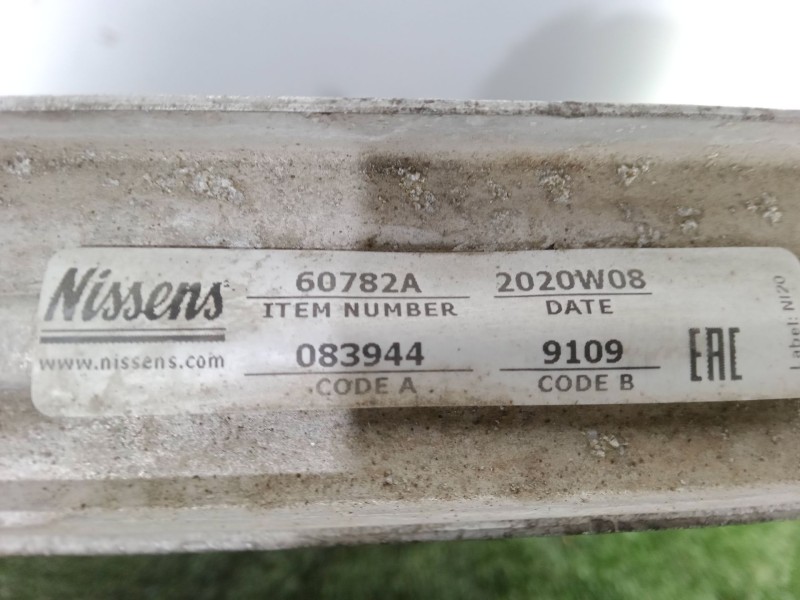 Nissens
www.nissens.com
60782A
ITEM NUMBER
2020W08
DATE
083944
CODE A
9109
CODE B
EAC
Label: NI20